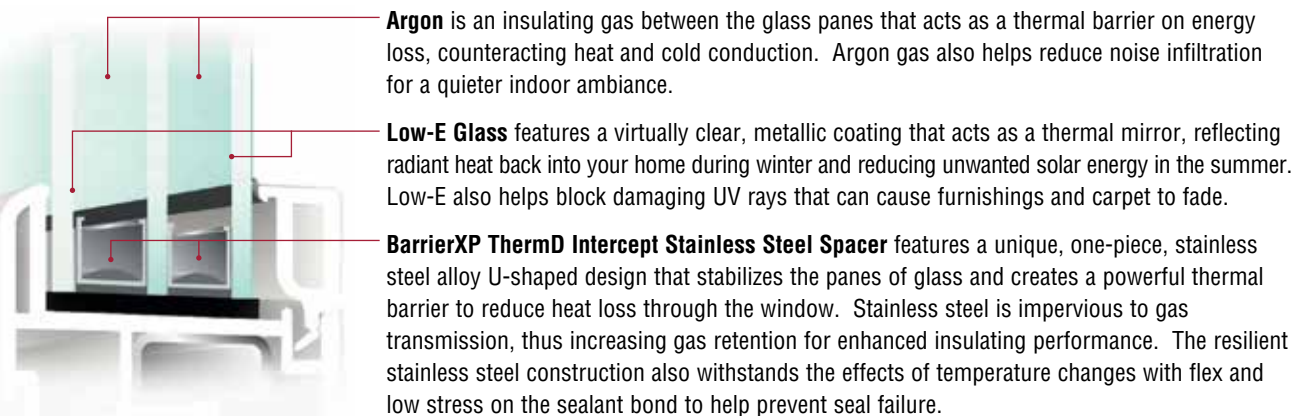 Argon is an insulating gas between the glass panes that acts as a thermal barrier on energy
loss, counteracting heat and cold conduction.  Argon gas also helps reduce noise infiltration
for a quieter indoor ambiance.
Low-E Glass features a virtually clear, metallic coating that acts as a thermal mirror, reflecting
radiant heat back into your home during winter and reducing unwanted solar energy in the summer.
Low-E also helps block damaging UV rays that can cause furnishings and carpet to fade.
BarrierXP ThermD Intercept Stainless Steel Spacer features a unique, one-piece, stainless
steel alloy U-shaped design that stabilizes the panes of glass and creates a powerful thermal
barrier to reduce heat loss through the window.  Stainless steel is impervious to gas
transmission, thus increasing gas retention for enhanced insulating performance.  The resilient
stainless steel construction also withstands the effects of temperature changes with flex and
low stress on the sealant bond to help prevent seal failure.